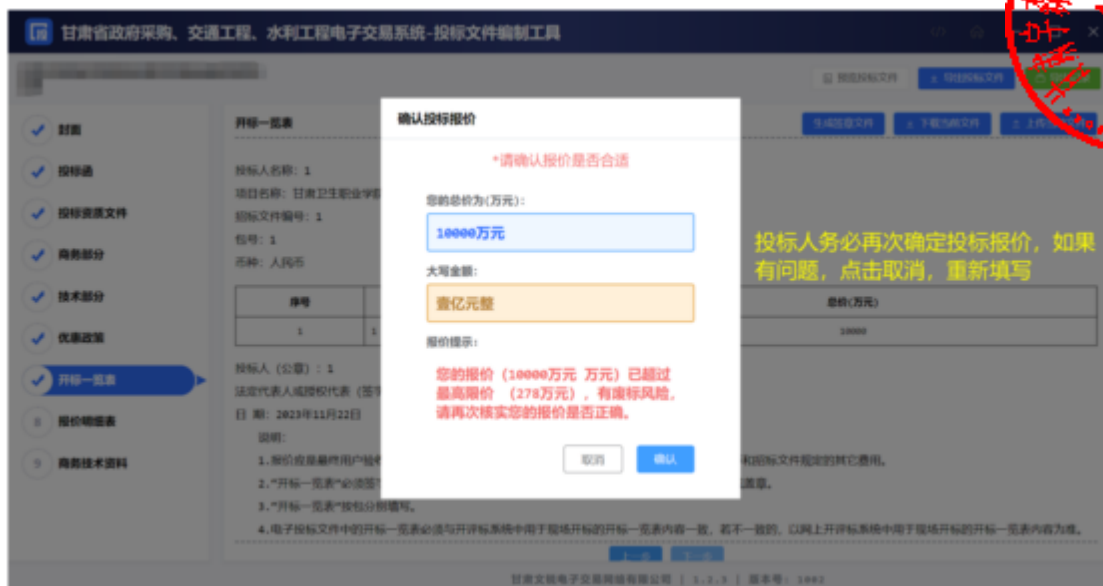 甘肃省政府采购、交通工程、水利工程电子交易系统-投标文件编制工具
预览投标文件
导出投标文件
封面
投标函
投标资质文件
商务部分
技术部分
优惠政策
开标一览表
8 报价明细表
9 商务技术资料
开标一览表
生成签章文件
下载当前文件
投标人名称: 1
项目名称: 甘肃卫生职业学院
招标文件编号: 1
包号: 1
币种: 人民币
序号
总价(万元)
1
1
10000
投标人(公章): 1
法定代表人或授权代表(签字
日 期: 2023年11月22日
说明:
1.报价应是最终用户验收
和招标文件规定的其它费用。
2."开标一览表"必须签
盖章。
3."开标一览表"按包分别填写。
4.电子投标文件中的开标一览表必须与开评标系统中用于现场开标的开标一览表内容一致, 若不一致的, 以网上开评标系统中用于现场开标的开标一览表内容为准。
上一步
下一步
确认投标报价
*请确认报价是否合适
您的总价为(万元):
10000万元
大写金额:
壹亿元整
报价提示:
您的报价 (10000万元 万元) 已超过
最高限价 (278万元), 有废标风险,
请再次核实您的报价是否正确。
取消
确认
投标人务必再次确定投标报价, 如果
有问题, 点击取消, 重新填写
甘肃文锐电子交易网络有限公司 | 1.2.3 | 版本号: 1002